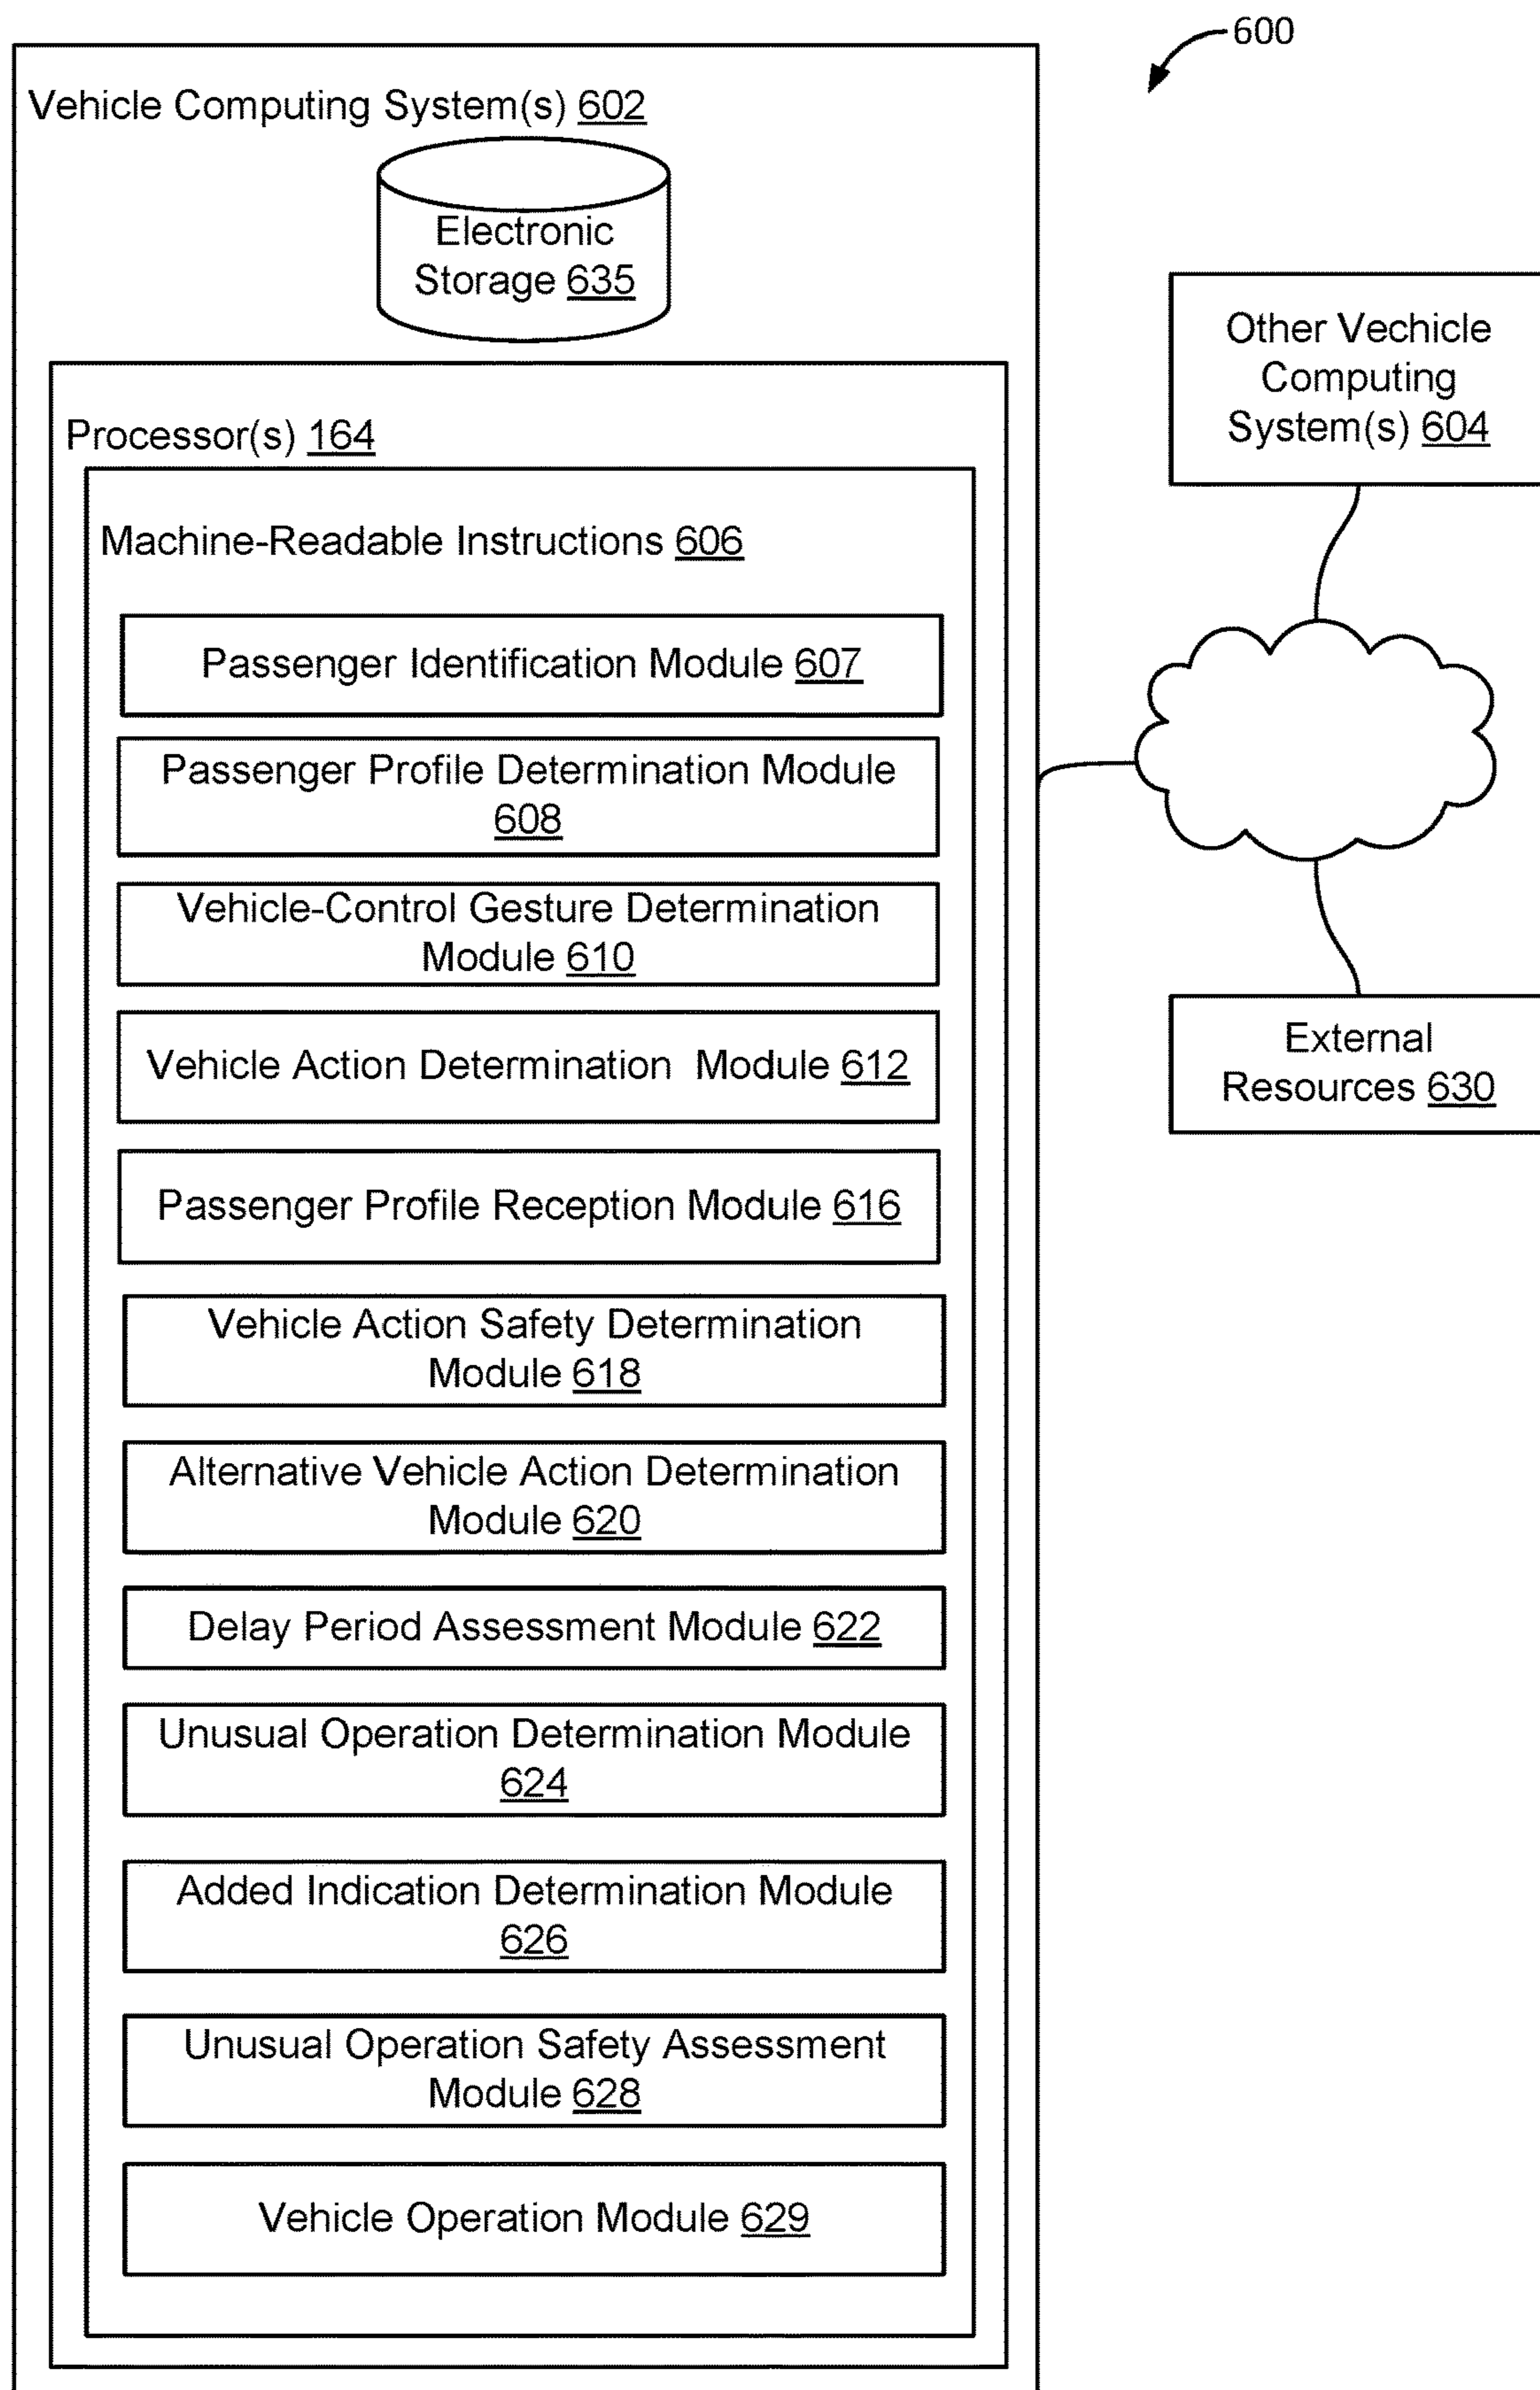 600
Vehicle Computing System(s) 602
Electronic
Storage 635
Other Vechicle
Computing
System(s) 604
Processor(s) 164
Machine-Readable Instructions 606
Passenger Identification Module 607
Passenger Profile Determination Module
608
Vehicle-Control Gesture Determination
Module 610
Vehicle Action Determination Module 612
External
Resources 630
Passenger Profile Reception Module 616
Vehicle Action Safety Determination
Module 618
Alternative Vehicle Action Determination
Module 620
Delay Period Assessment Module 622
Unusual Operation Determination Module
624
Added Indication Determination Module
626
Unusual Operation Safety Assessment
Module 628
Vehicle Operation Module 629